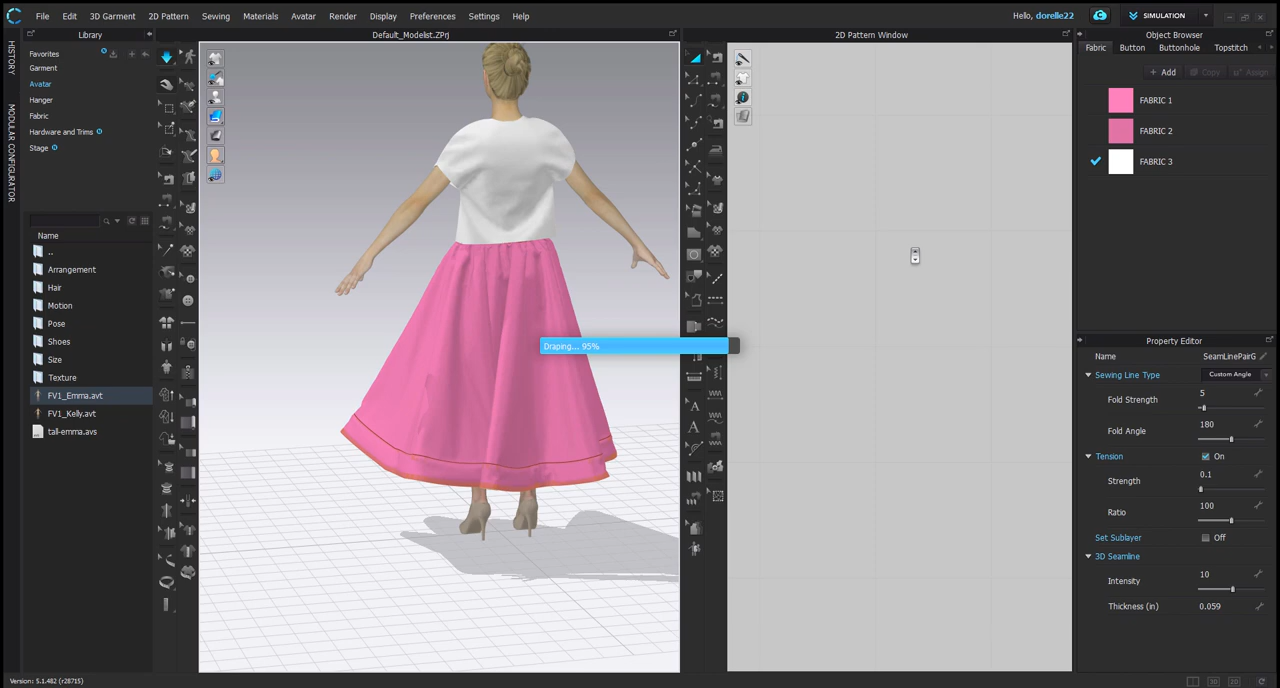 File Edit 3D Garment 2D Pattern Sewing Materials Avatar Render Display Preferences Settings Help
Hello, dorelle22
SIMULATION
Library
Default_Modelist.ZPrj
2D Pattern Window
Object Browser
HISTORY
MODULAR CONFIGURATOR
Favorites
Garment
Avatar
Hanger
Fabric
Hardware and Trims
Stage
Name
..
Arrangement
Hair
Motion
Pose
Shoes
Size
Texture
FV1_Emma.avt
FV1_Kelly.avt
tall-emma.avs
Draping... 95%
Fabric Button Buttonhole Topstitch
+ Add Copy Assign
FABRIC 1
FABRIC 2
FABRIC 3
Property Editor
Name SeamLinePairG
Sewing Line Type Custom Angle
Fold Strength 5
Fold Angle 180
Tension On
Strength 0.1
Ratio 100
Set Sublayer Off
3D Seamline
Intensity 10
Thickness (in) 0.059
Version: 5.1.482 (r28715)
3D
2D